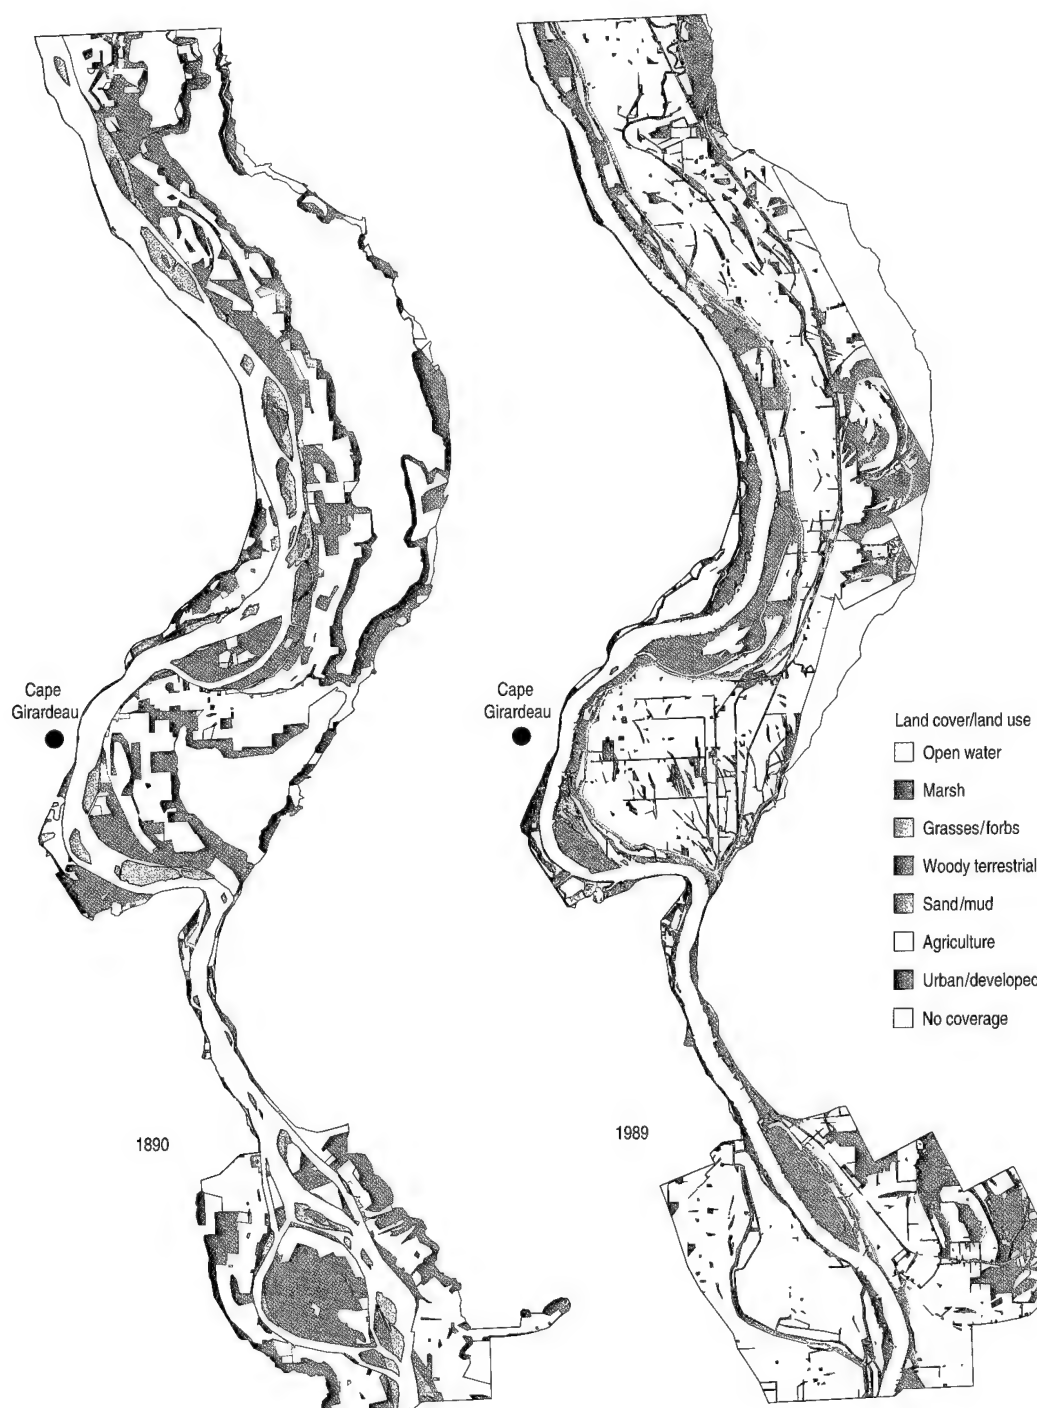 Cape
Girardeau
Cape
Girardeau
Land cover/land use
Open water
Marsh
Grasses/forbs
Woody terrestrial
Sand/mud
Agriculture
Urban/developed
No coverage
1890
1989